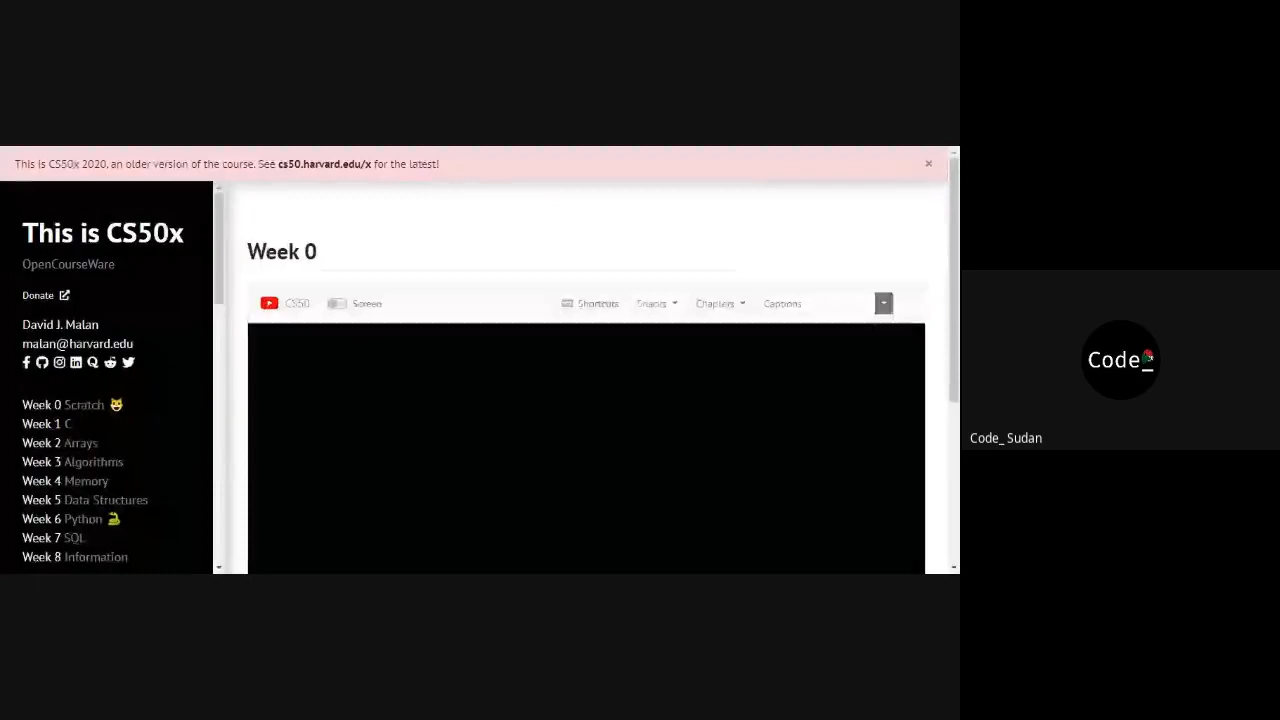 This is CS50x 2020, an older version of the course. See cs50.harvard.edu/x for the latest!
×
This is CS50x
OpenCourseWare
Donate
David J. Malan
malan@harvard.edu
Week 0 Scratch
Week 1 C
Week 2 Arrays
Week 3 Algorithms
Week 4 Memory
Week 5 Data Structures
Week 6 Python
Week 7 SQL
Week 8 Information
Week 0
CS50 Screen Shortcuts Chapters Captions
Code_
Code_ Sudan